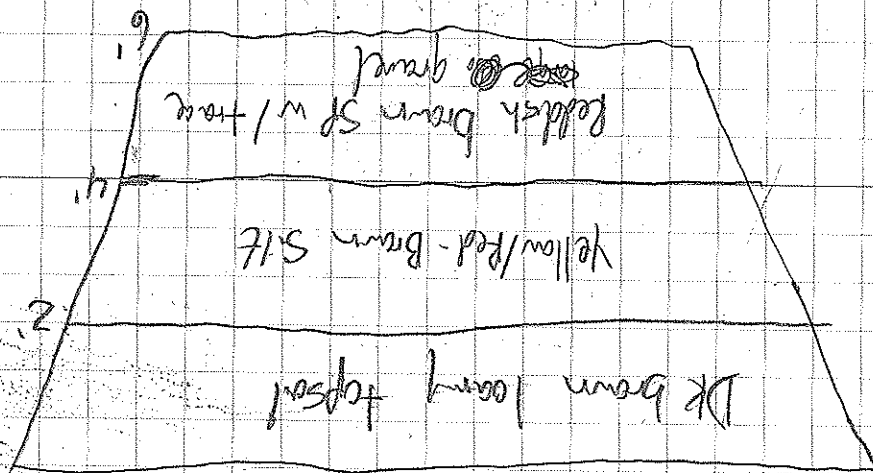 Dk brown loamy topsoil
2'
Yellow/Red-Brown Silt
4'
Reddish brown SP w/ trace
gravel
6'